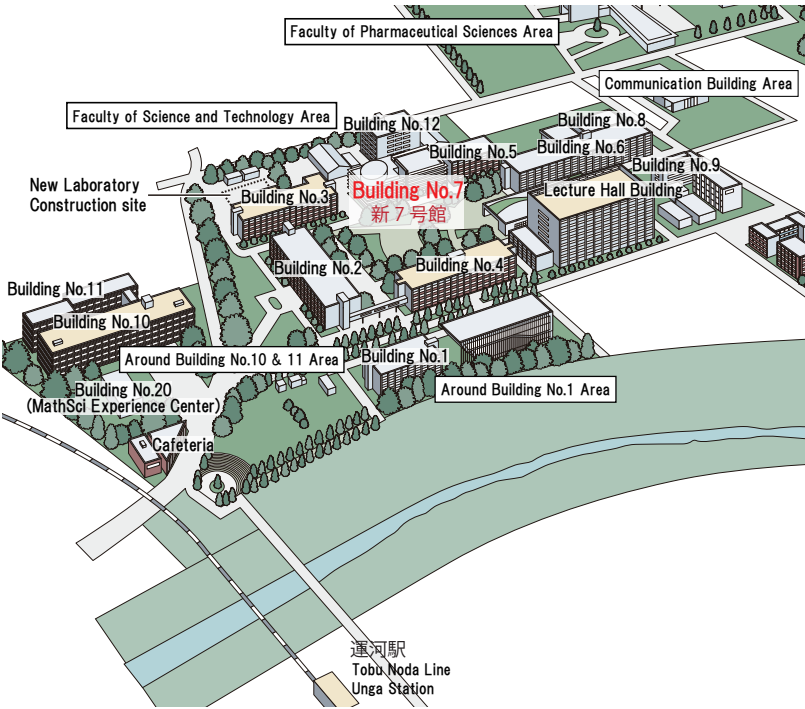 Faculty of Pharmaceutical Sciences Area
Communication Building Area
Faculty of Science and Technology Area
Building No.12
Building No.8
Building No.5
Building No.6
Building No.9
New Laboratory
Construction site
Building No.3
Building No.7
新７号館
Lecture Hall Building
Building No.2
Building No.4
Building No.11
Building No.10
Around Building No.10 & 11 Area
Building No.1
Around Building No.1 Area
Building No.20
(MathSci Experience Center)
Cafeteria
運河駅
Tobu Noda Line
Unga Station